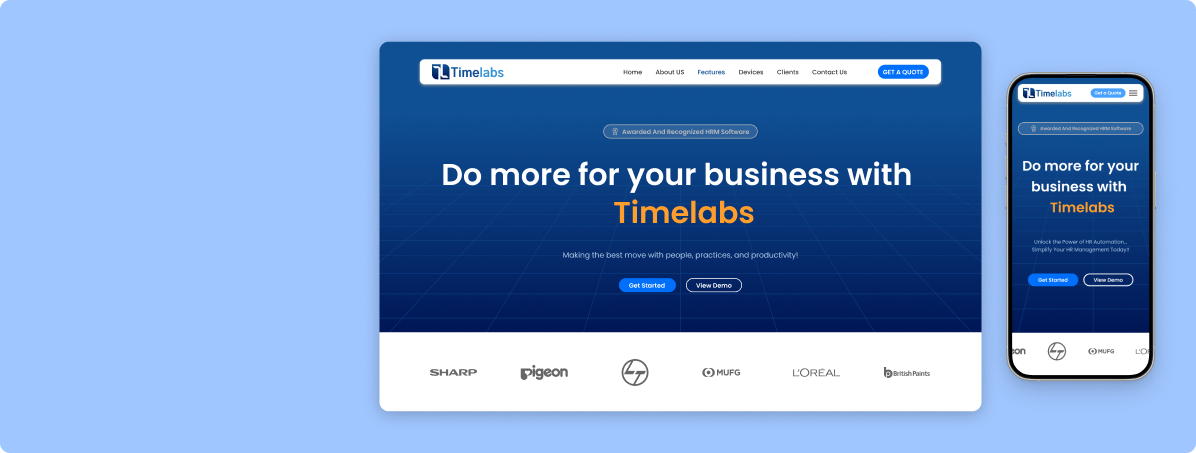 Timelabs
Home About US Features Devices Clients Contact Us GET A QUOTE
Awarded And Recognized HRM Software
Do more for your business with
Timelabs
Making the best move with people, practices, and productivity!
Get Started View Demo
SHARP pigeon LT MUFG L'ORÉAL British Paints
Timelabs Get a Quote
Awarded And Recognized HRM Software
Do more for your
business with
Timelabs
Unlock the Power of HR Automation...
Simplify Your HR Management Today!!
Get Started View Demo
eon LT MUFG L'O